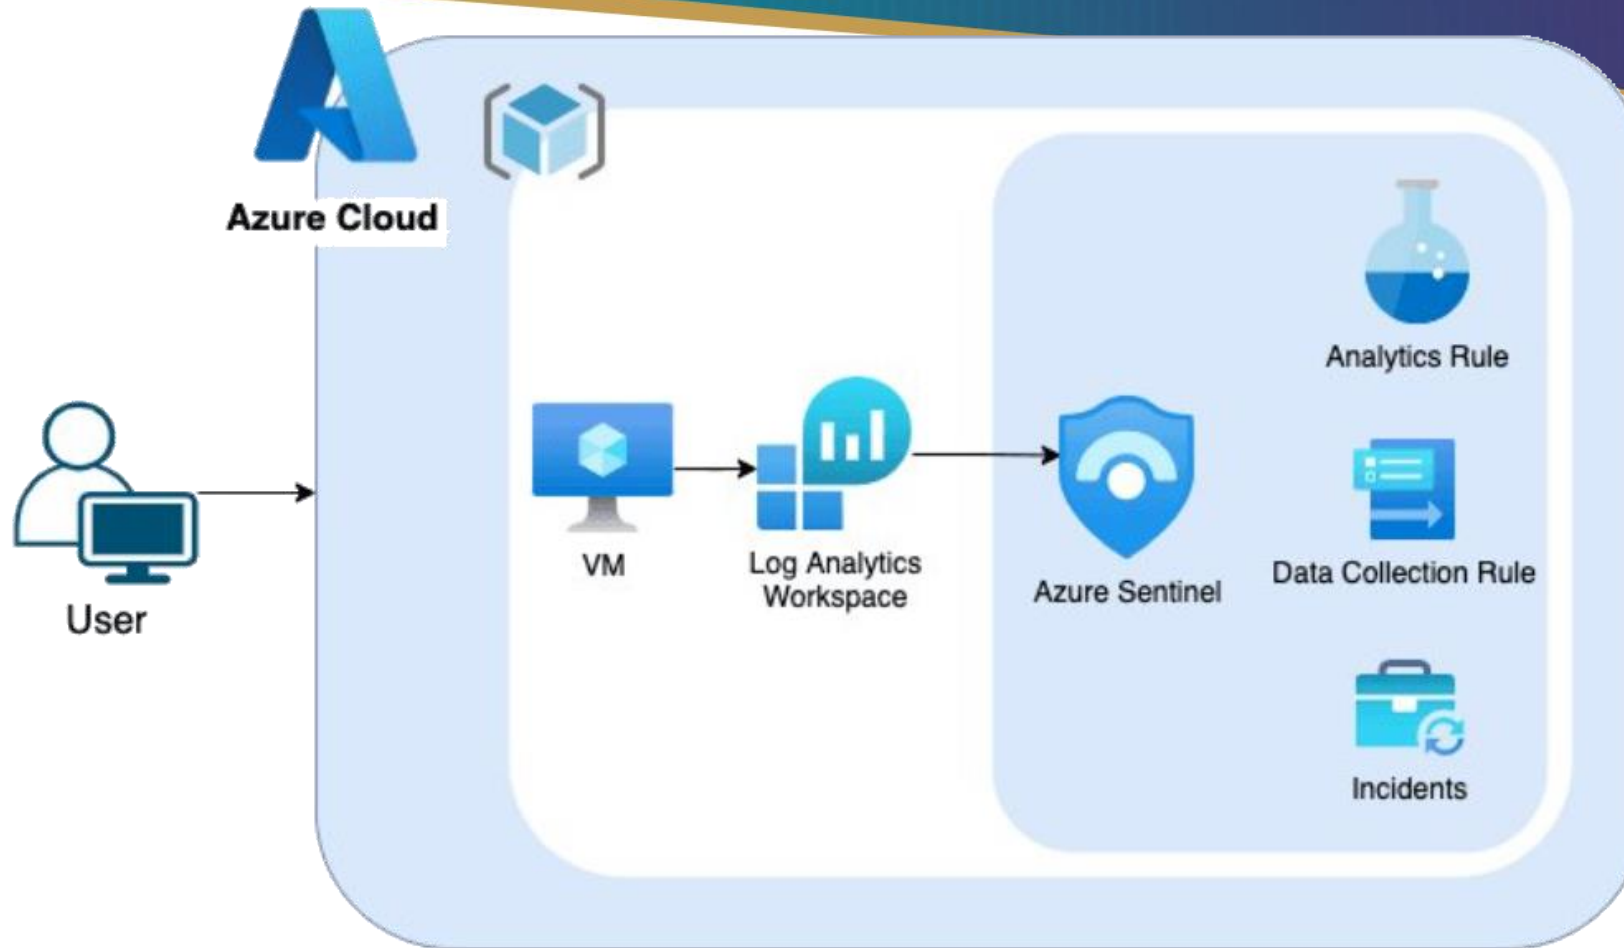 Azure Cloud
User
VM
Log Analytics
Workspace
Azure Sentinel
Analytics Rule
Data Collection Rule
Incidents